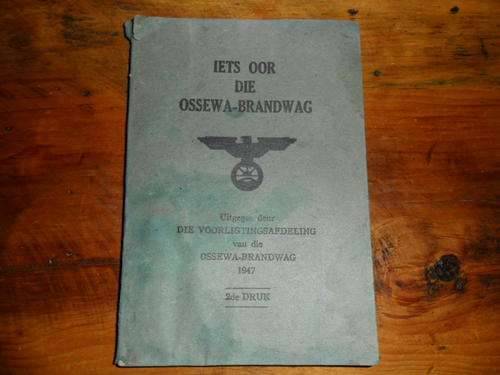 IETS OOR
DIE
OSSEWA-BRANDWAG
Uitgegee deur
DIE VOORLIGTINGSAFDELING
van die
OSSEWA-BRANDWAG
1947
2de DRUK